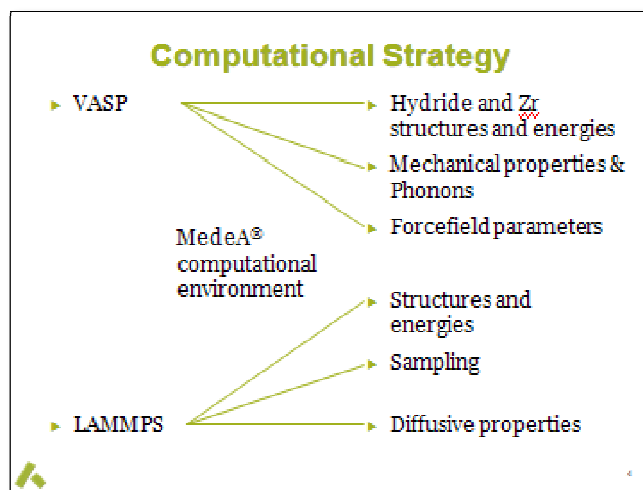 Computational Strategy
VASP
Hydride and Zr
structures and energies
Mechanical properties &
Phonons
Forcefield parameters
MedeA®
computational
environment
Structures and
energies
Sampling
LAMMPS
Diffusive properties
4